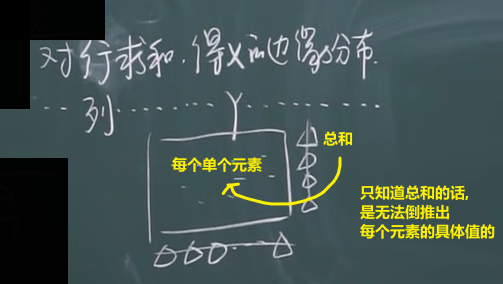 对行求和.得X的边缘分布.
... 列 ...... Y ............
总和
每个单个元素
只知道总和的话,
是无法倒推出
每个元素的具体值的